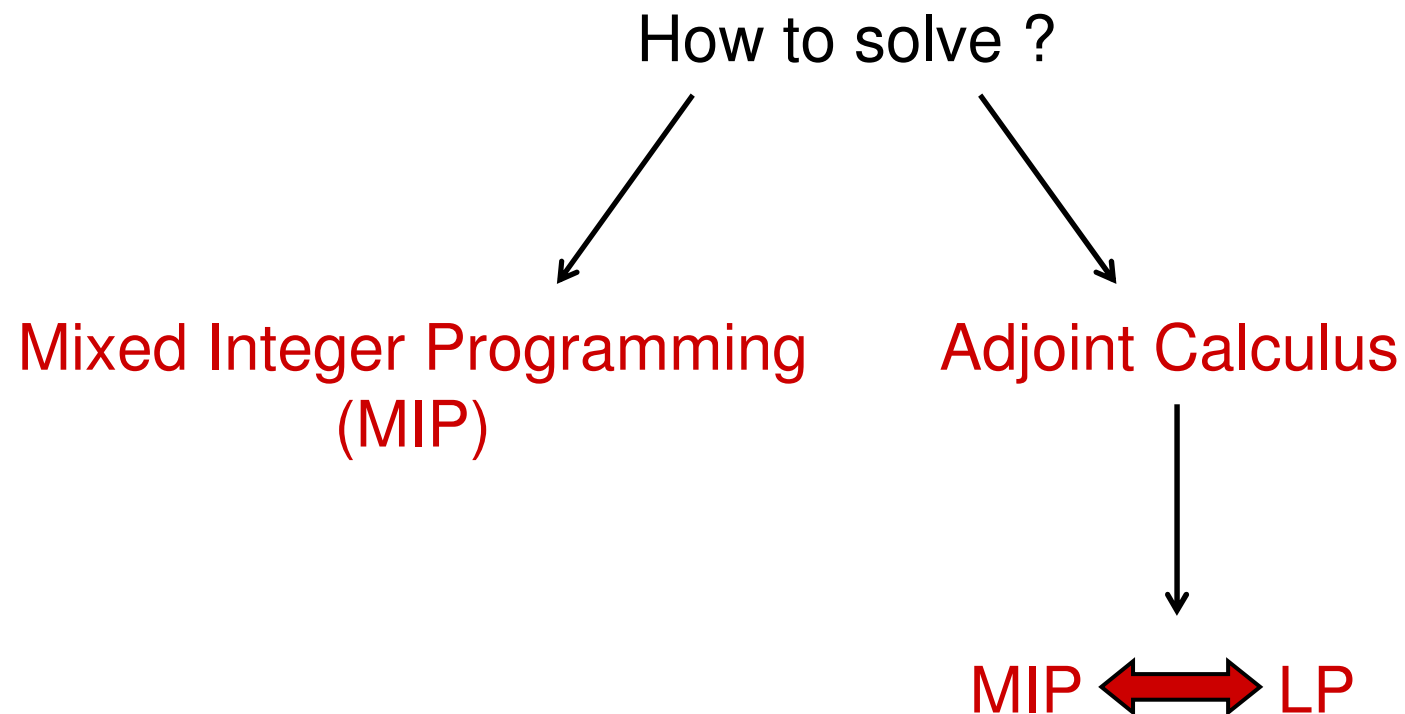 How to solve ?
Mixed Integer Programming
(MIP)
Adjoint Calculus
MIP LP